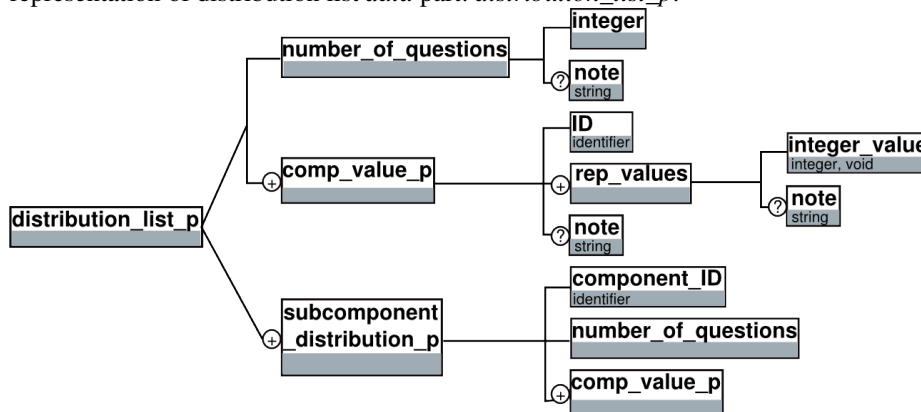 representation of distribution list data part: distribution_list_p.
integer
number_of_questions
note
string
ID
identifier
comp_value_p
rep_values
integer_value
integer, void
note
string
note
string
distribution_list_p
subcomponent
_distribution_p
component_ID
identifier
number_of_questions
comp_value_p